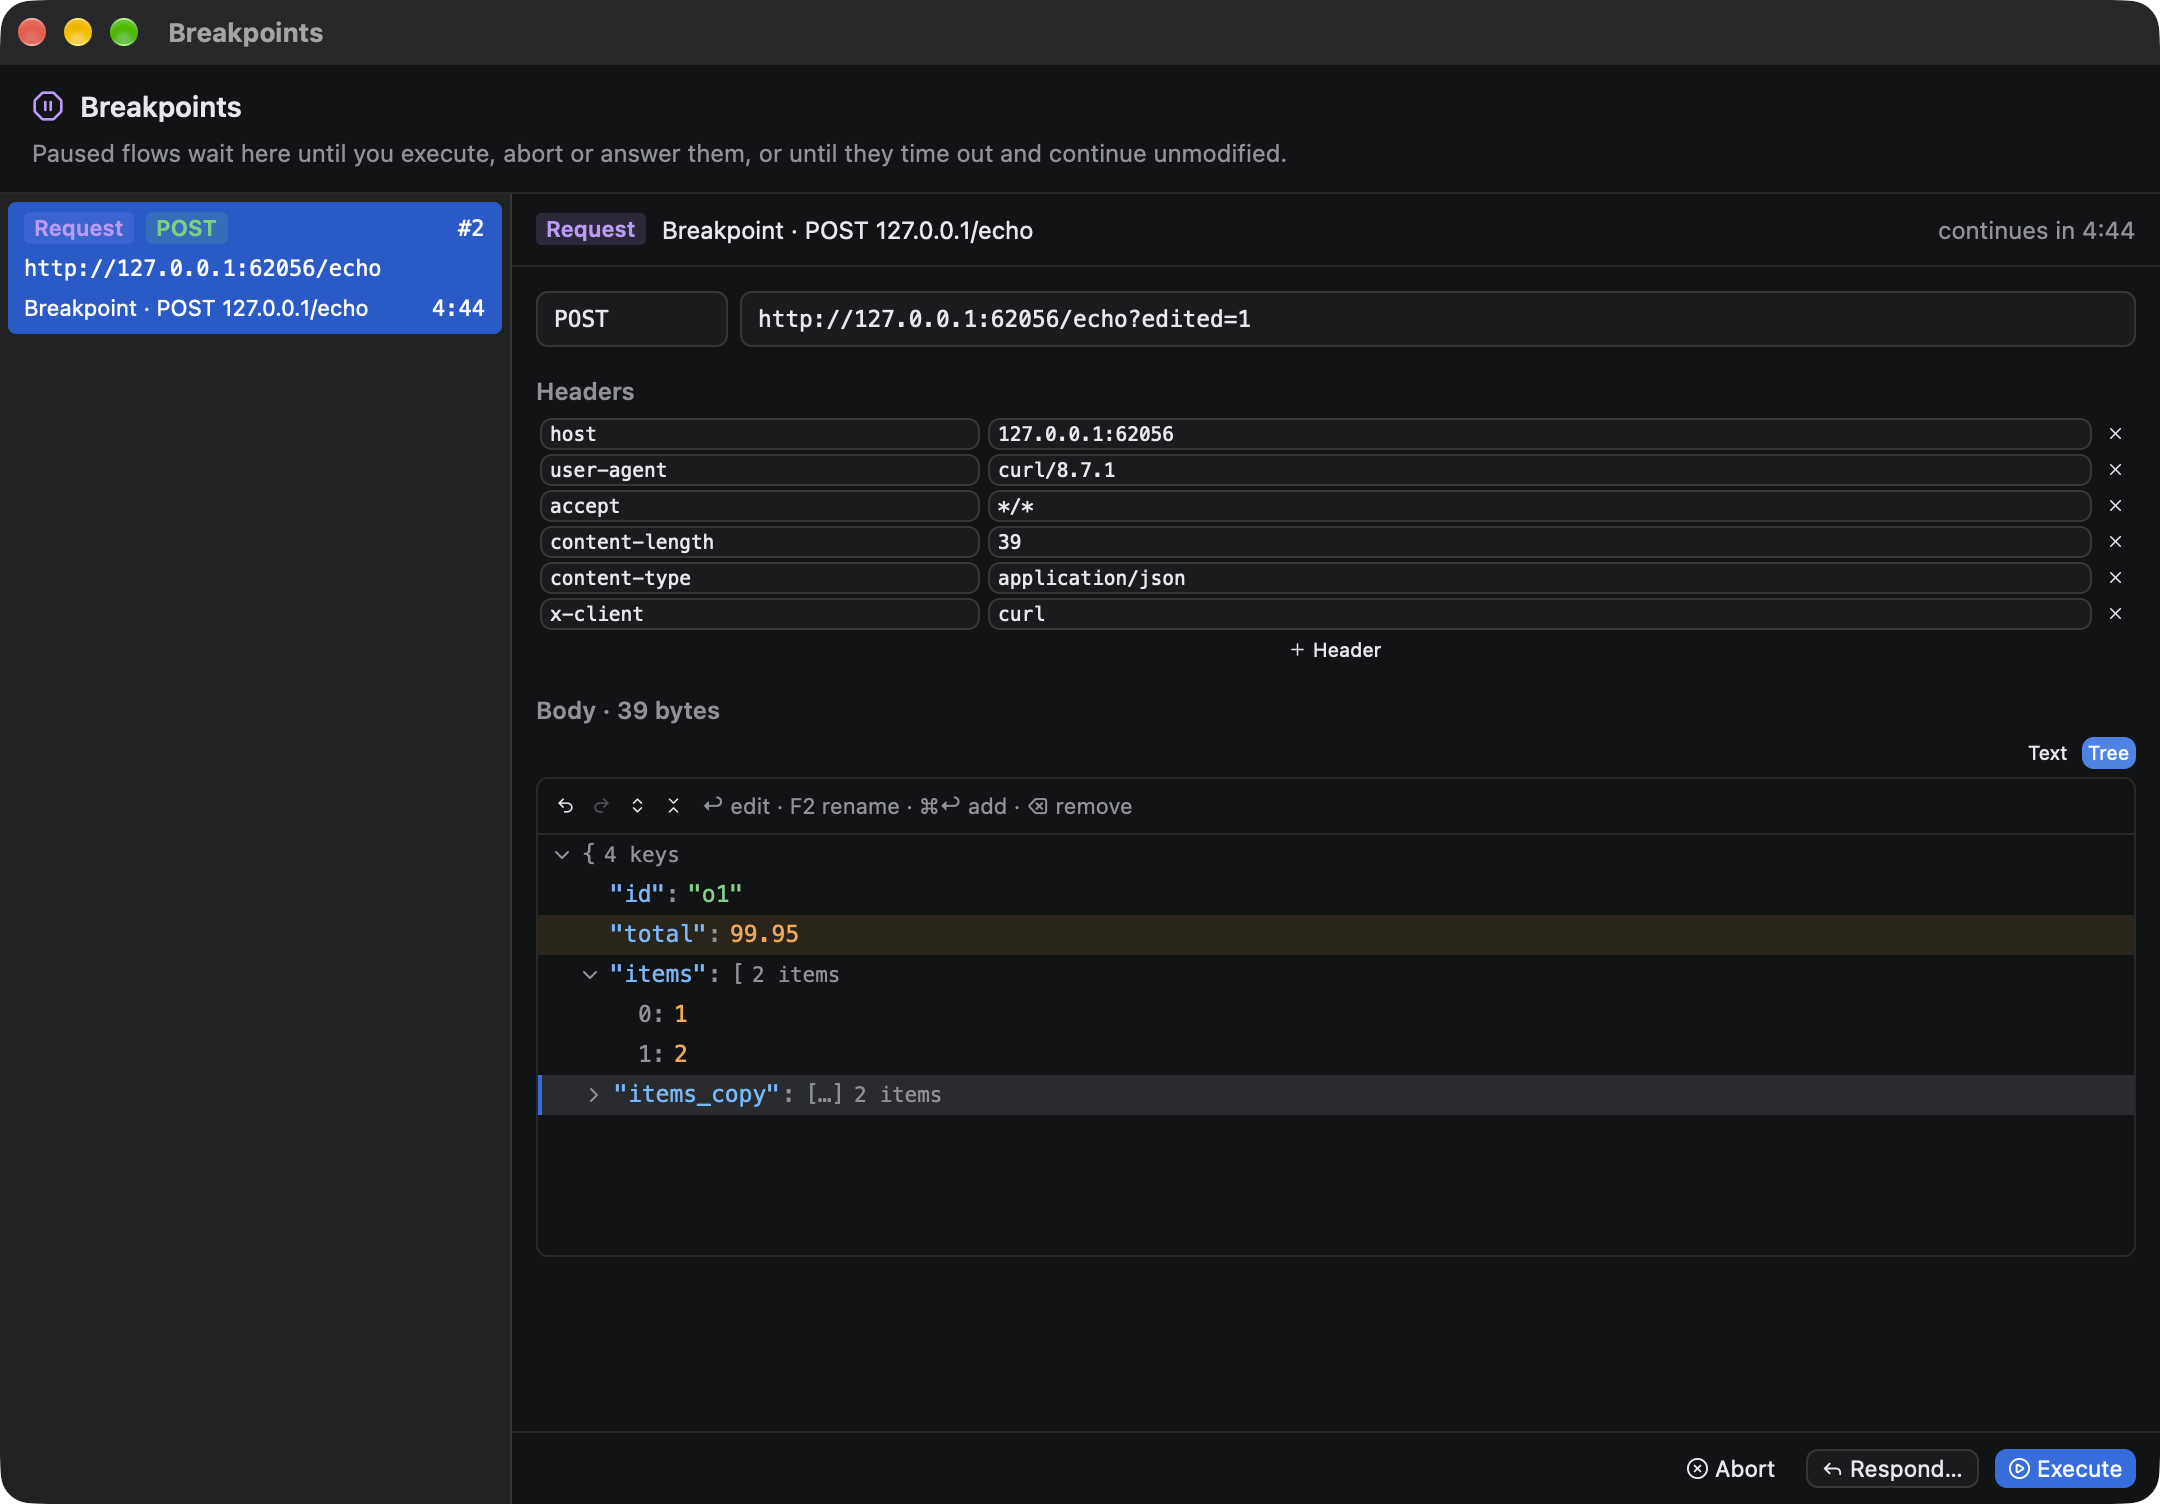 Breakpoints
Breakpoints
Paused flows wait here until you execute, abort or answer them, or until they time out and continue unmodified.
Request POST #2
http://127.0.0.1:62056/echo
Breakpoint · POST 127.0.0.1/echo 4:44
Request Breakpoint · POST 127.0.0.1/echo continues in 4:44
POST http://127.0.0.1:62056/echo?edited=1
Headers
host 127.0.0.1:62056 ×
user-agent curl/8.7.1 ×
accept */* ×
content-length 39 ×
content-type application/json ×
x-client curl ×
+ Header
Body · 39 bytes
Text Tree
↩ edit · F2 rename · ⌘↩ add · ⌫ remove
{ 4 keys
"id": "o1"
"total": 99.95
"items": [ 2 items
0: 1
1: 2
"items_copy": […] 2 items
Abort Respond… Execute